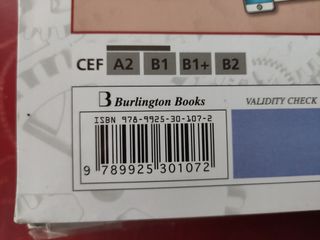 CEF A2 B1 B1+ B2
Burlington Books
VALIDITY CHECK
ISBN 978-9925-30-107-2
9 789925 301072